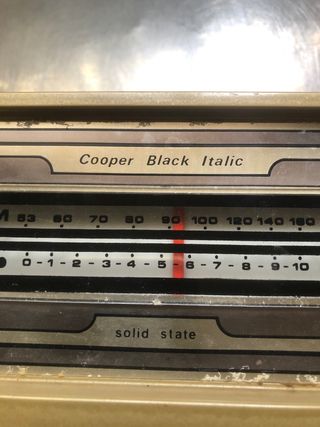 Cooper Black Italic
M 53 60 70 80 90 100 120 140 160
0-1-2-3-4-5-6-7-8-9-10
solid state